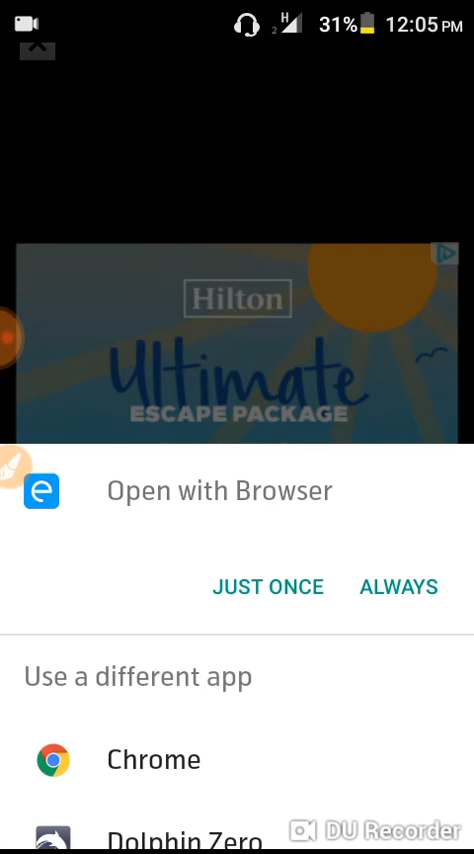 2 H 31% 12:05 PM
Hilton
Ultimate
ESCAPE PACKAGE
Open with Browser
JUST ONCE ALWAYS
Use a different app
Chrome
Dolphin Zero
DU Recorder